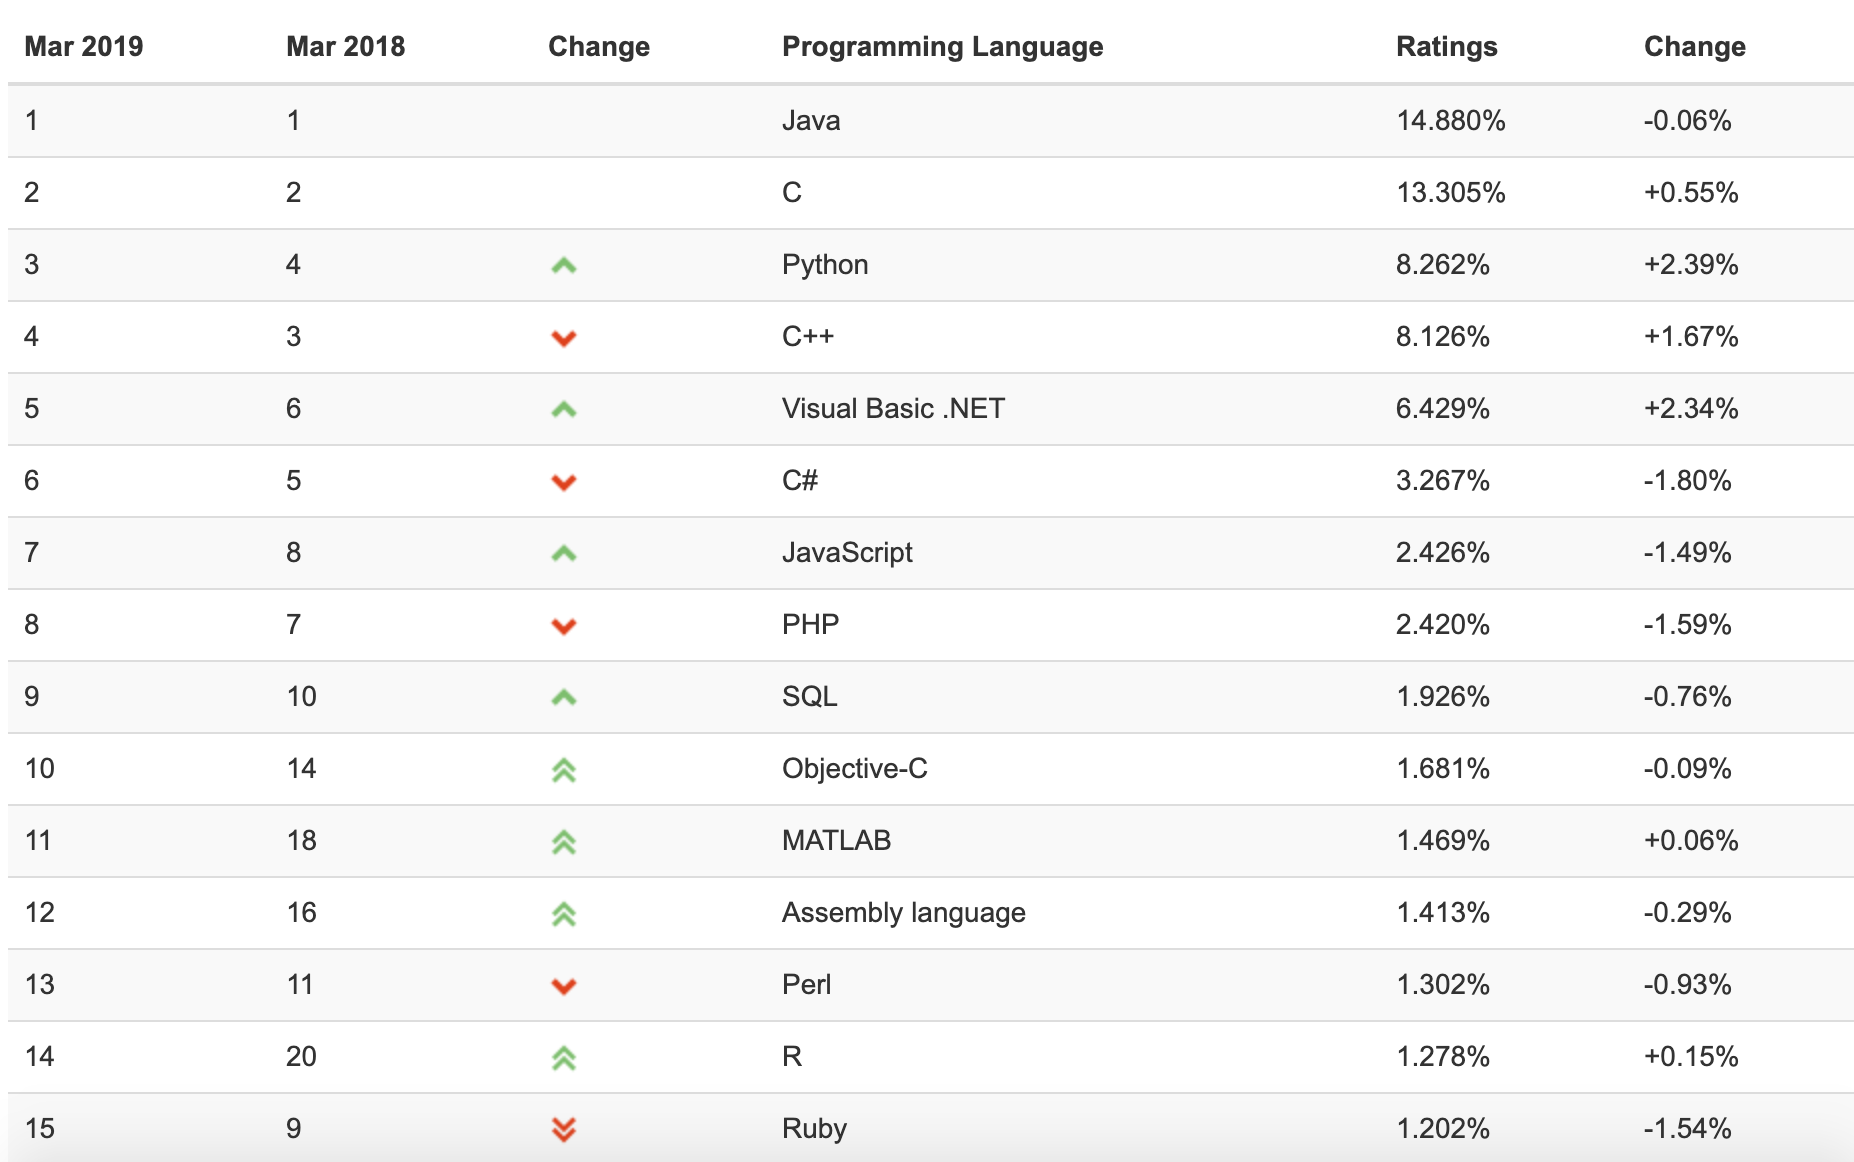 Mar 2019 Mar 2018 Change Programming Language Ratings Change
1 1 Java 14.880% -0.06%
2 2 C 13.305% +0.55%
3 4 Python 8.262% +2.39%
4 3 C++ 8.126% +1.67%
5 6 Visual Basic .NET 6.429% +2.34%
6 5 C# 3.267% -1.80%
7 8 JavaScript 2.426% -1.49%
8 7 PHP 2.420% -1.59%
9 10 SQL 1.926% -0.76%
10 14 Objective-C 1.681% -0.09%
11 18 MATLAB 1.469% +0.06%
12 16 Assembly language 1.413% -0.29%
13 11 Perl 1.302% -0.93%
14 20 R 1.278% +0.15%
15 9 Ruby 1.202% -1.54%